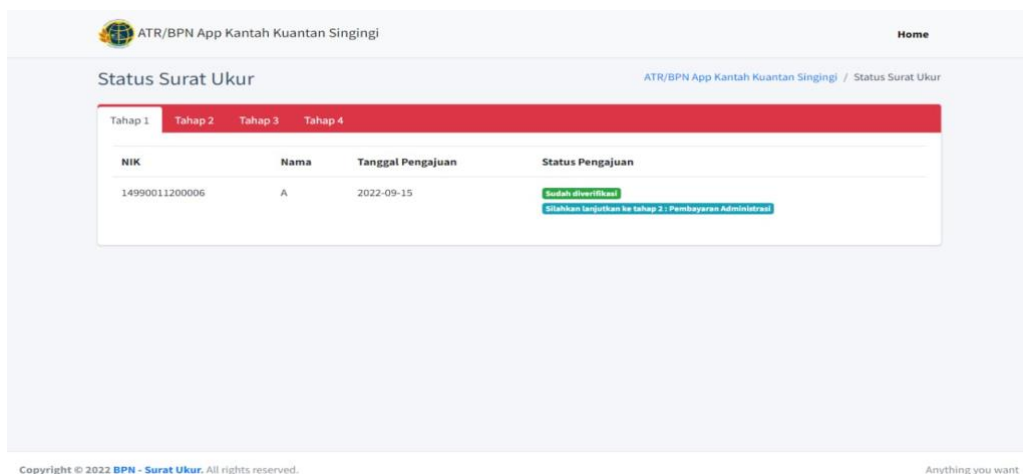 ATR/BPN App Kantah Kuantan Singingi
Home
Status Surat Ukur
ATR/BPN App Kantah Kuantan Singingi / Status Surat Ukur
Tahap 1 Tahap 2 Tahap 3 Tahap 4
NIK Nama Tanggal Pengajuan Status Pengajuan
14990011200006 A 2022-09-15 Sudah diverifikasi
Silahkan lanjutkan ke tahap 2 : Pembayaran Administrasi
Copyright © 2022 BPN - Surat Ukur. All rights reserved.
Anything you want